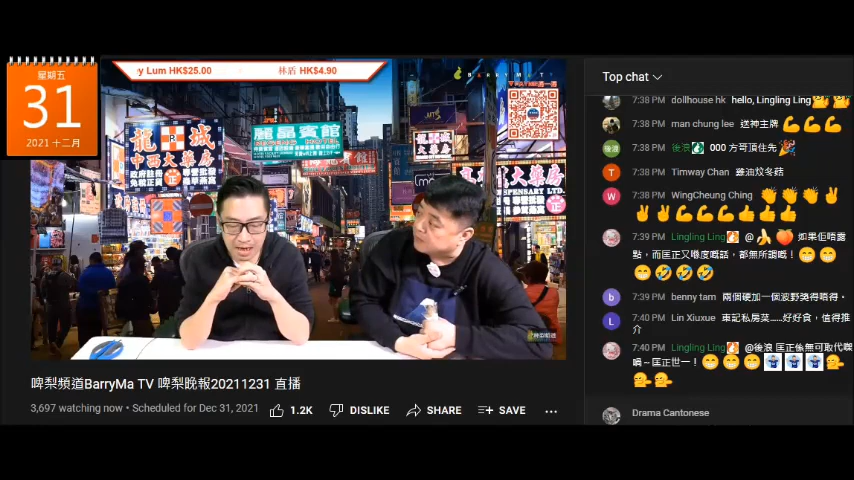 星期五
31
2021 十二月
y Lum HK$25.00
林盾 HK$4.90
BARRYMA TV
龍城
中西大藥房
麗晶賓館
大藥房
啤梨頻道BarryMa TV 啤梨晚報20211231 直播
3,697 watching now • Scheduled for Dec 31, 2021
1.2K
DISLIKE
SHARE
SAVE
Top chat
7:38 PM dollhouse hk hello, Lingling Ling
7:38 PM man chung lee 送神主牌
7:38 PM 後浪 000 方丈頂住先
7:38 PM Timway Chan 雞油炆冬菇
7:38 PM WingCheung Ching
7:39 PM Lingling Ling @ 如果佢唔露
點，而匡正又喺度嘅話，都無所謂嘅！
7:39 PM benny tam 兩個硬加一個波野獎得唔得。
7:40 PM Lin Xiuxue 車記私房菜......好好食，值得推
介
7:40 PM Lingling Ling @後浪 匡正係無可取代㗎
喎～匡正世一！
Drama Cantonese